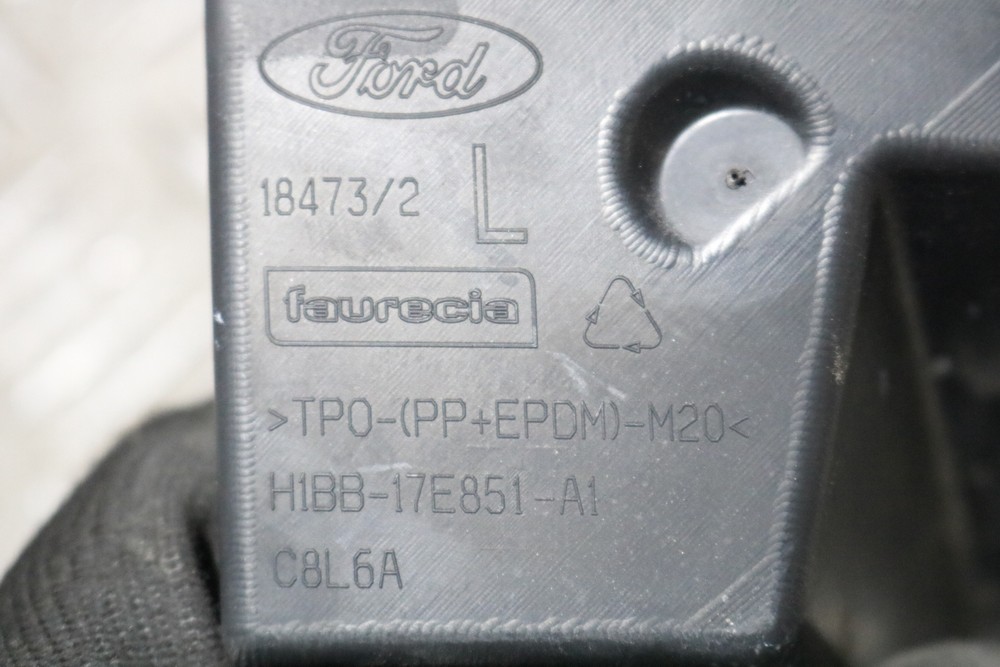 Ford
18473/2 L
faurecia
>TPO-(PP+EPDM)-M20<
H1BB-17E851-A1
C8L6A